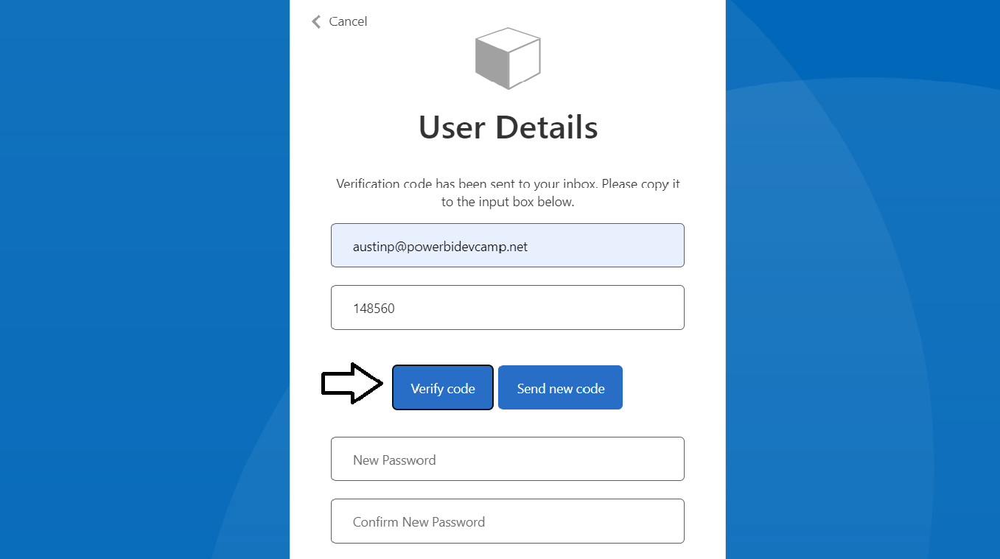 Cancel
User Details
Verification code has been sent to your inbox. Please copy it
to the input box below.
austinp@powerbidevcamp.net
148560
Verify code
Send new code
New Password
Confirm New Password